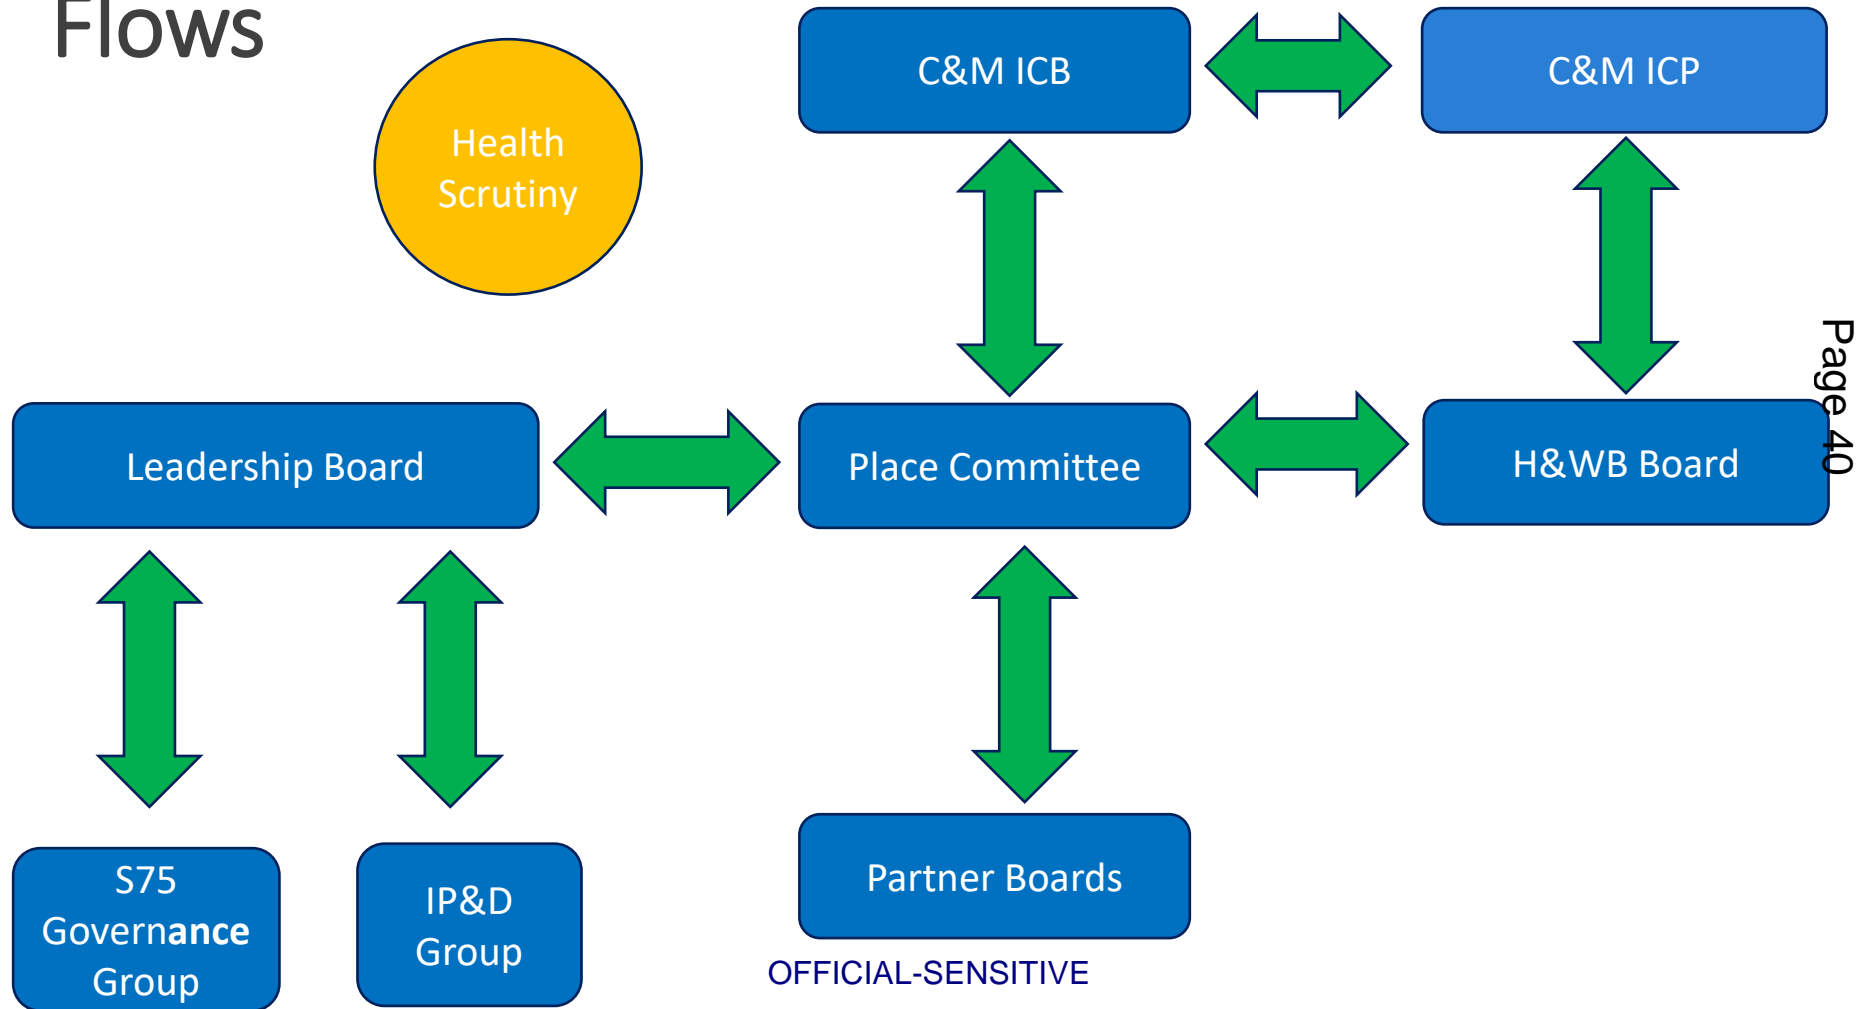 Flows
C&M ICB
C&M ICP
Health
Scrutiny
Page 40
Leadership Board
Place Committee
H&WB Board
S75
Governance
Group
IP&D
Group
Partner Boards
OFFICIAL-SENSITIVE